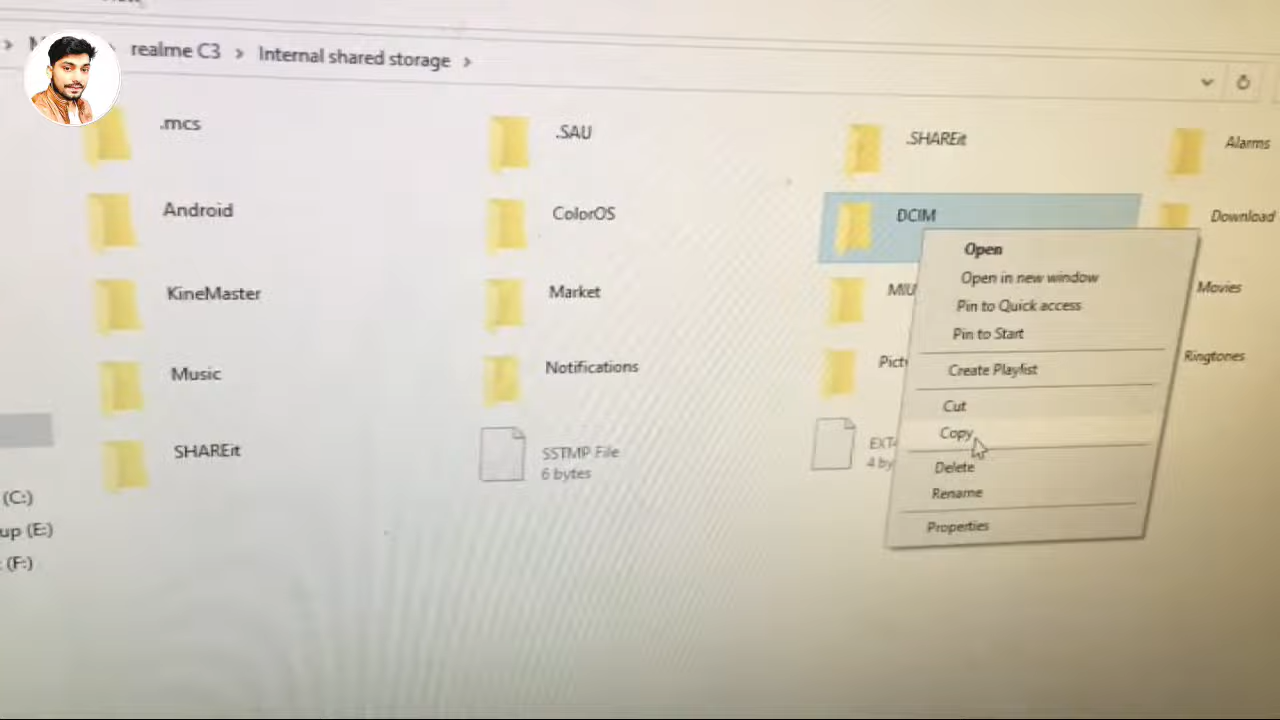 realme C3 > Internal shared storage >
.mcs
.SAU
.SHAREit
Alarms
Android
ColorOS
DCIM
Download
KineMaster
Market
MIU
Movies
Music
Notifications
Pict
Ringtones
SHAREit
SSTMP File
6 bytes
EXT
4 by
Open
Open in new window
Pin to Quick access
Pin to Start
Create Playlist
Cut
Copy
Delete
Rename
Properties
(C:)
up (E:)
(F:)